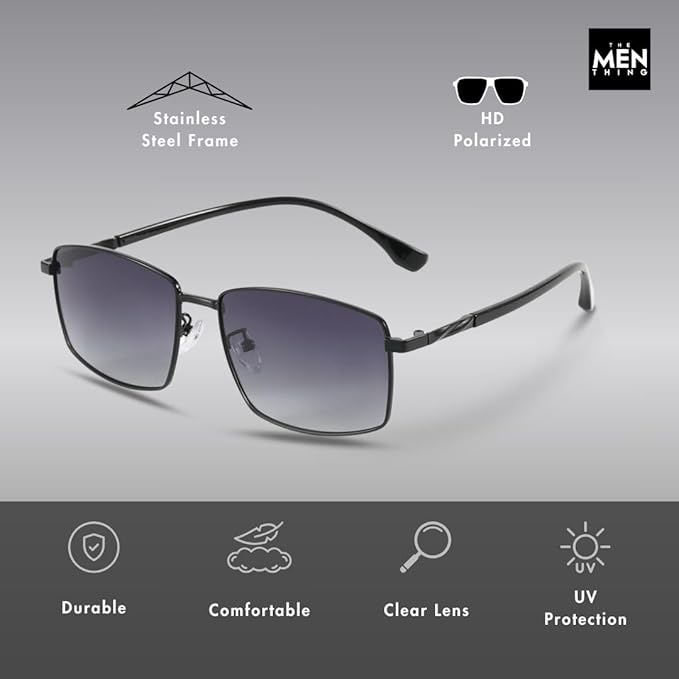 THE
MEN
THING
Stainless
Steel Frame
HD
Polarized
Durable
Comfortable
Clear Lens
UV
UV
Protection